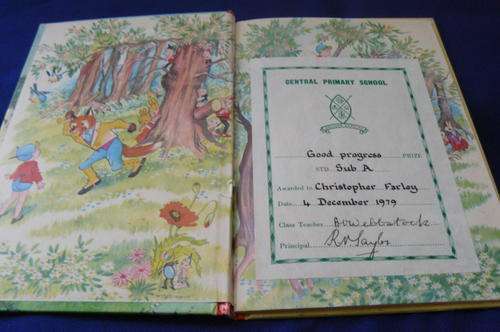 CENTRAL PRIMARY SCHOOL
Good progress PRIZE
STD. Sub A
Awarded to Christopher Farley
Date 4 December 1979
Class Teacher
Principal